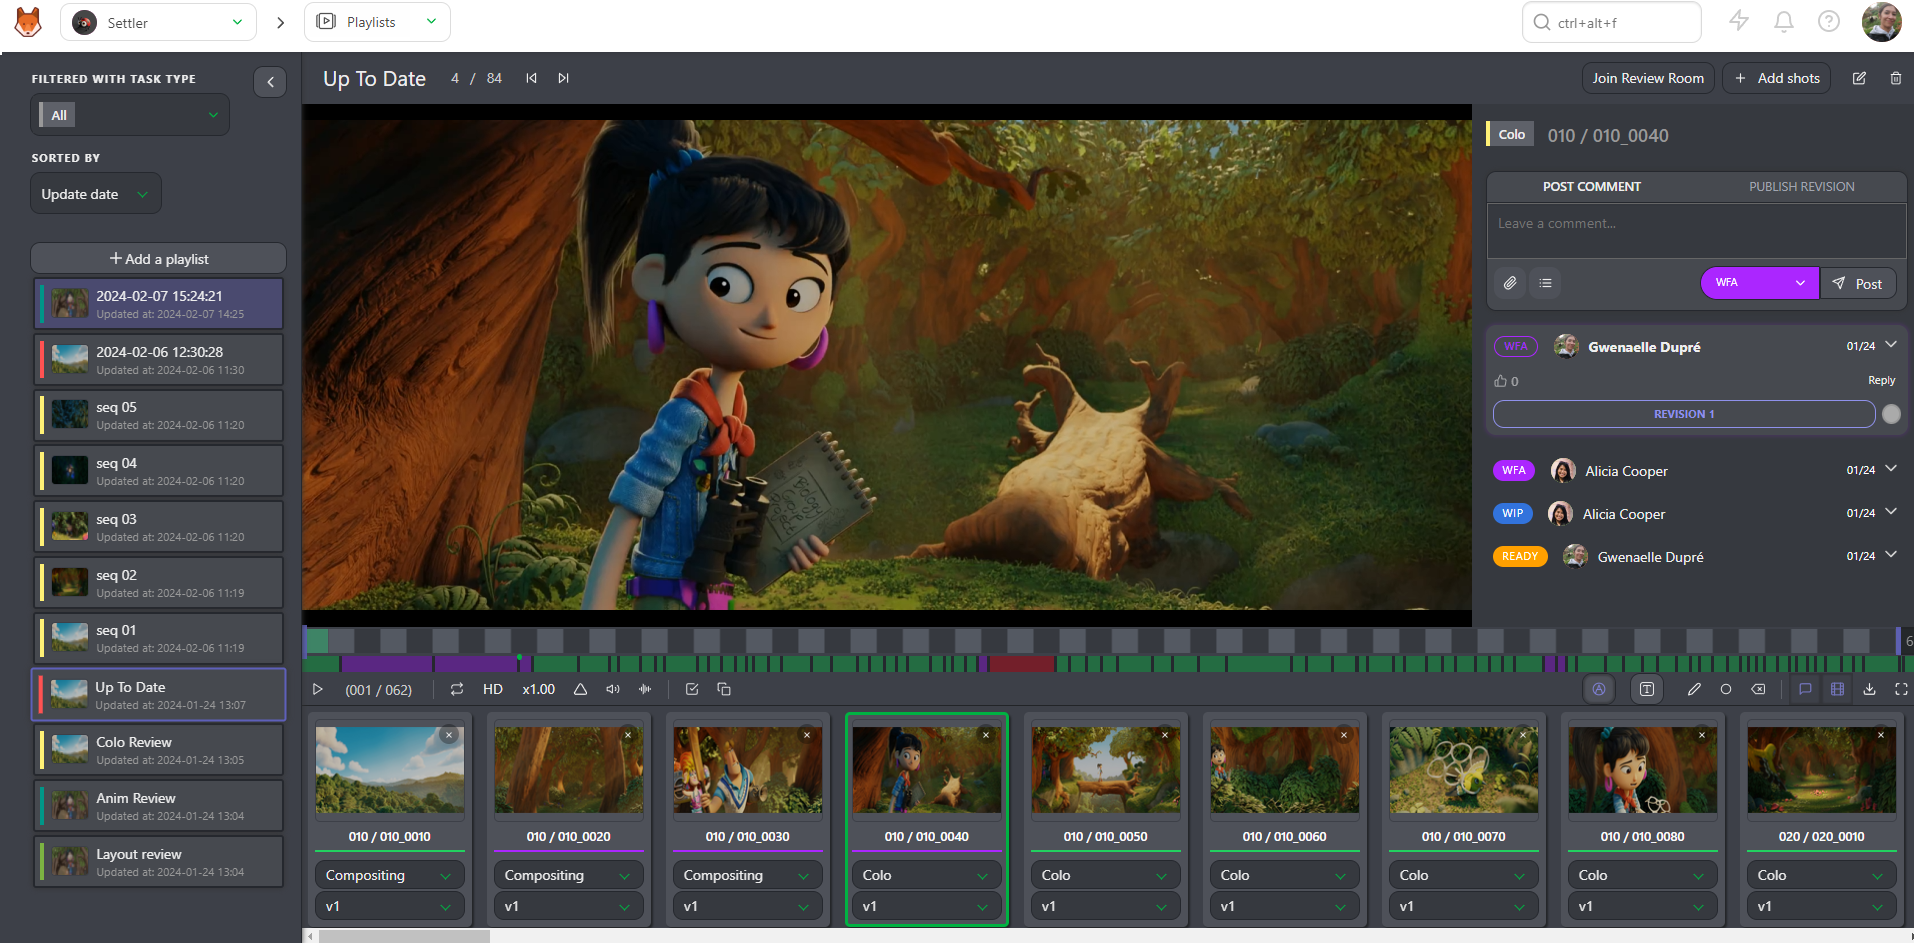 Settler
Playlists
ctrl+alt+f
FILTERED WITH TASK TYPE
All
SORTED BY
Update date
Add a playlist
2024-02-07 15:24:21
Updated at: 2024-02-07 14:25
2024-02-06 12:30:28
Updated at: 2024-02-06 11:30
seq 05
Updated at: 2024-02-06 11:20
seq 04
Updated at: 2024-02-06 11:20
seq 03
Updated at: 2024-02-06 11:20
seq 02
Updated at: 2024-02-06 11:19
seq 01
Updated at: 2024-02-06 11:19
Up To Date
Updated at: 2024-01-24 13:07
Colo Review
Updated at: 2024-01-24 13:05
Anim Review
Updated at: 2024-01-24 13:04
Layout review
Updated at: 2024-01-24 13:04
Up To Date 4 / 84
Join Review Room
Add shots
Colo 010 / 010_0040
POST COMMENT PUBLISH REVISION
Leave a comment...
WFA Post
WFA Gwenaelle Dupré 01/24
0 Reply
REVISION 1
WFA Alicia Cooper 01/24
WIP Alicia Cooper 01/24
READY Gwenaelle Dupré 01/24
(001 / 062) HD x1.00
010 / 010_0010
Compositing
v1
010 / 010_0020
Compositing
v1
010 / 010_0030
Compositing
v1
010 / 010_0040
Colo
v1
010 / 010_0050
Colo
v1
010 / 010_0060
Colo
v1
010 / 010_0070
Colo
v1
010 / 010_0080
Colo
v1
020 / 020_0010
Colo
v1